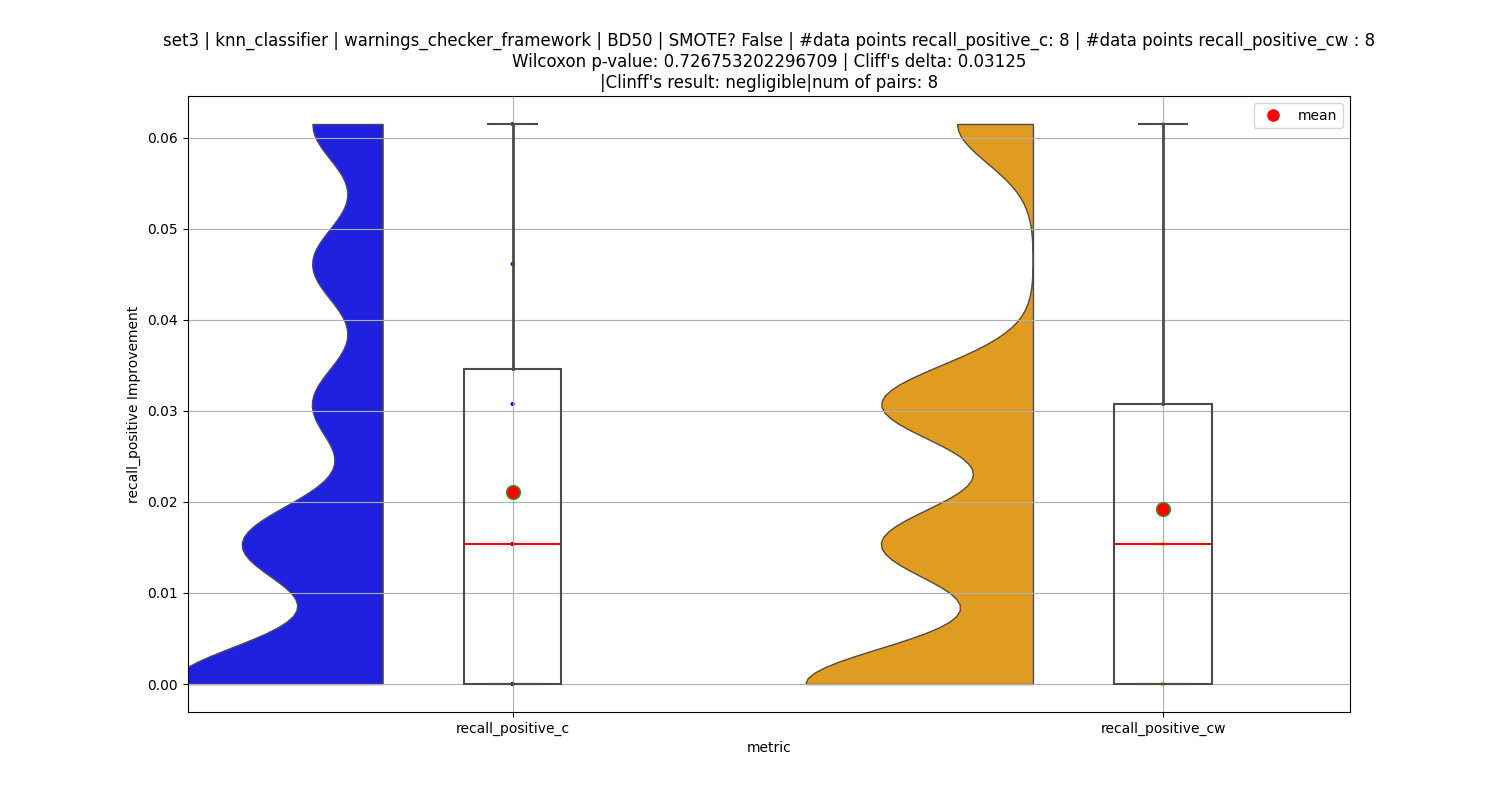 set3 | knn_classifier | warnings_checker_framework | BD50 | SMOTE? False | #data points recall_positive_c: 8 | #data points recall_positive_cw : 8
Wilcoxon p-value: 0.726753202296709 | Cliff's delta: 0.03125
|Clinff's result: negligible|num of pairs: 8
mean
0.06
0.05
0.04
0.03
0.02
0.01
0.00
recall_positive Improvement
recall_positive_c
recall_positive_cw
metric